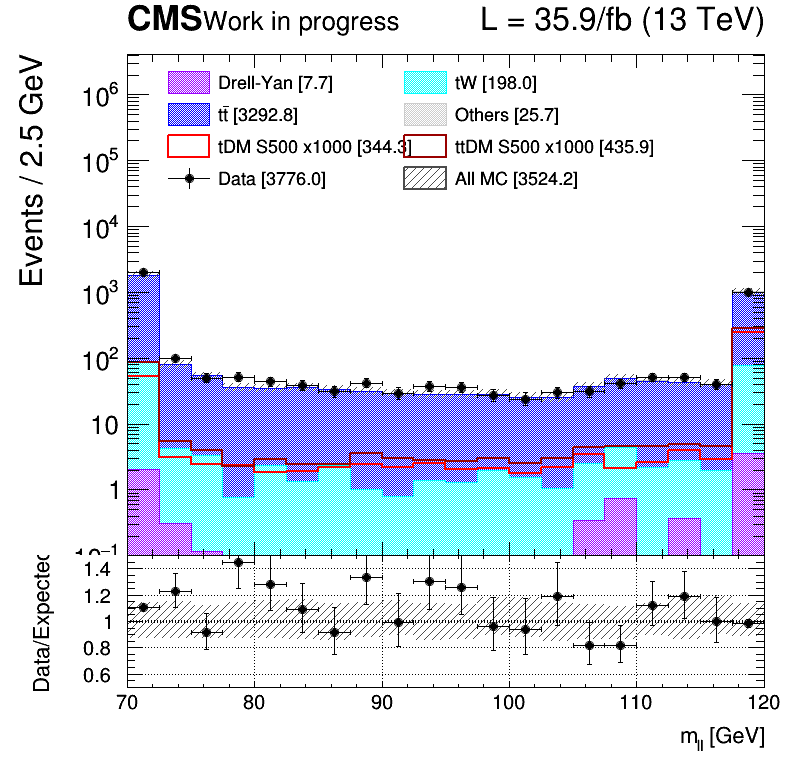 CMS Work in progress L = 35.9/fb (13 TeV)
Events / 2.5 GeV
Drell-Yan [7.7] tW [198.0]
tt̄ [3292.8] Others [25.7]
tDM S500 x1000 [344.3] ttDM S500 x1000 [435.9]
Data [3776.0] All MC [3524.2]
10⁶
10⁵
10⁴
10³
10²
10
1
10⁻¹
Data/Expected
1.4
1.2
1
0.8
0.6
70 80 90 100 110 120
m_ll [GeV]